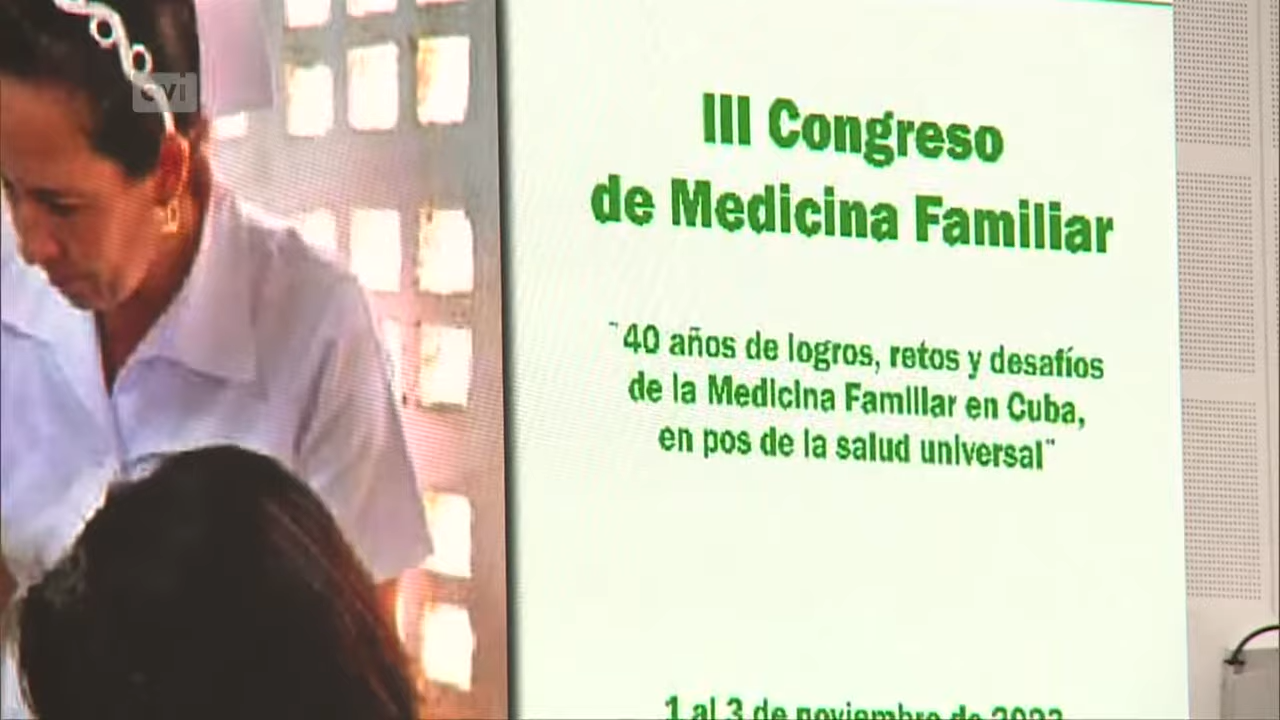 cvi
III Congreso
de Medicina Familiar
¨40 años de logros, retos y desafíos
de la Medicina Familiar en Cuba,
en pos de la salud universal¨
1 al 3 de noviembre de